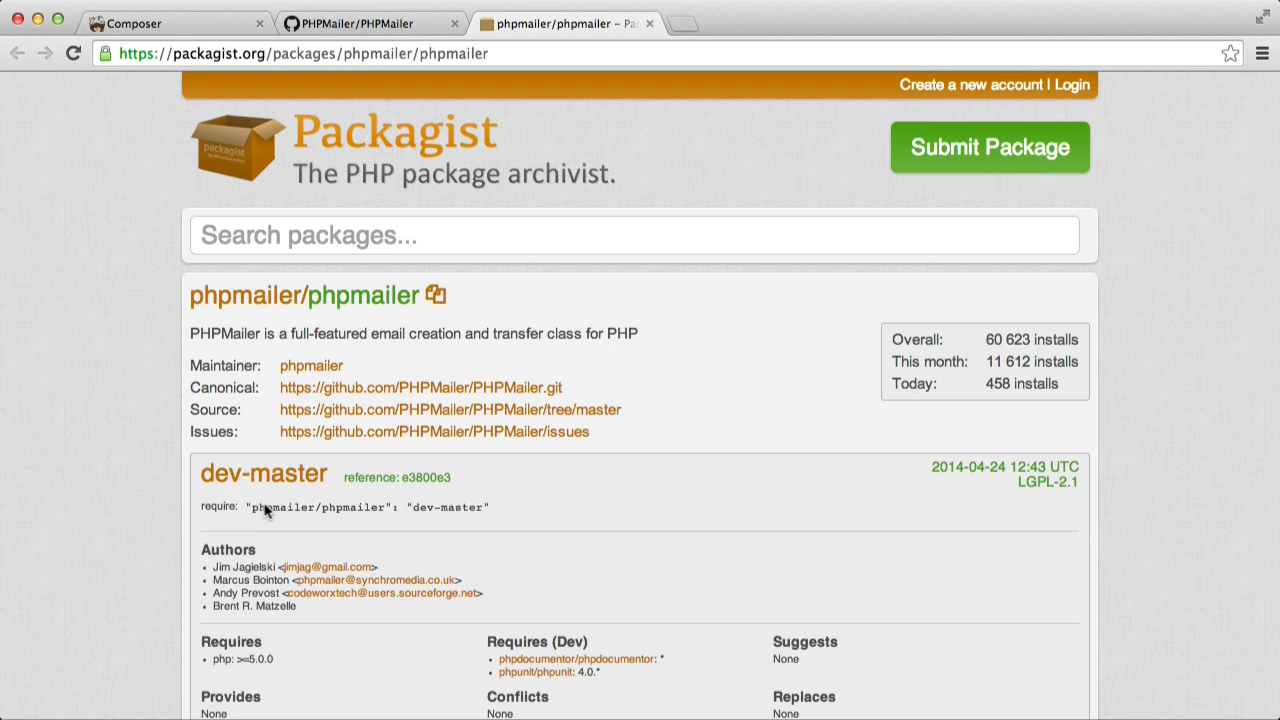 Composer
PHPMailer/PHPMailer
phpmailer/phpmailer – Pac
https://packagist.org/packages/phpmailer/phpmailer
Create a new account | Login
packagist
Packagist
The PHP package archivist.
Submit Package
Search packages...
phpmailer/phpmailer
PHPMailer is a full-featured email creation and transfer class for PHP
Maintainer: phpmailer
Canonical: https://github.com/PHPMailer/PHPMailer.git
Source: https://github.com/PHPMailer/PHPMailer/tree/master
Issues: https://github.com/PHPMailer/PHPMailer/issues
Overall: 60 623 installs
This month: 11 612 installs
Today: 458 installs
dev-master reference: e3800e3
2014-04-24 12:43 UTC
LGPL-2.1
require: "phpmailer/phpmailer": "dev-master"
Authors
• Jim Jagielski <jimjag@gmail.com>
• Marcus Bointon <phpmailer@synchromedia.co.uk>
• Andy Prevost <codeworxtech@users.sourceforge.net>
• Brent R. Matzelle
Requires
• php: >=5.0.0
Requires (Dev)
• phpdocumentor/phpdocumentor: *
• phpunit/phpunit: 4.0.*
Suggests
None
Provides
None
Conflicts
None
Replaces
None